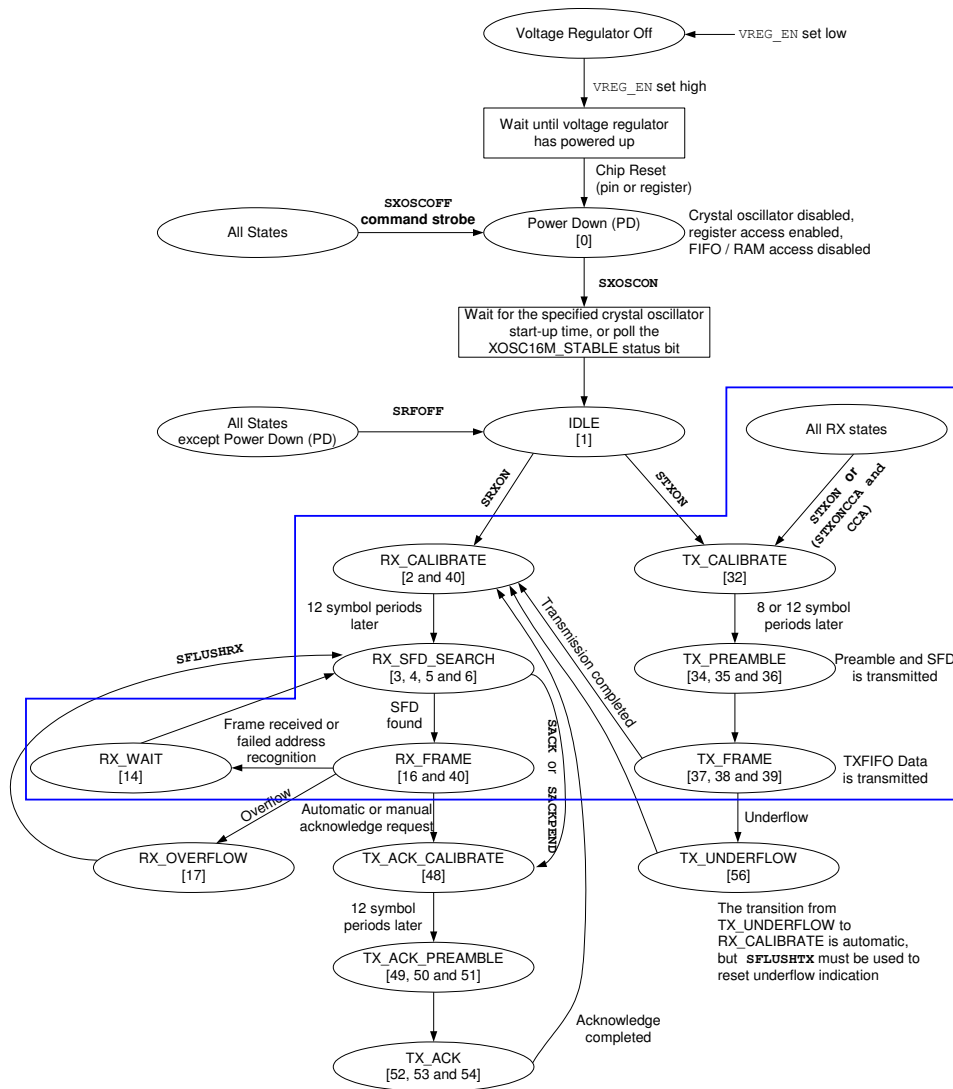 Voltage Regulator Off
VREG_EN set low
VREG_EN set high
Wait until voltage regulator
has powered up
Chip Reset
(pin or register)
SXOSCOFF
command strobe
All States
Power Down (PD)
[0]
Crystal oscillator disabled,
register access enabled,
FIFO / RAM access disabled
SXOSCON
Wait for the specified crystal oscillator
start-up time, or poll the
XOSC16M_STABLE status bit
All States
except Power Down (PD)
SRFOFF
IDLE
[1]
All RX states
SRXON
STXON
STXON or
(STXONCCA and
CCA)
RX_CALIBRATE
[2 and 40]
TX_CALIBRATE
[32]
12 symbol periods
later
8 or 12 symbol
periods later
Transmission completed
SFLUSHRX
RX_SFD_SEARCH
[3, 4, 5 and 6]
TX_PREAMBLE
[34, 35 and 36]
Preamble and SFD
is transmitted
SFD
found
Frame received or
failed address
recognition
SACK or SACKPEND
RX_WAIT
[14]
RX_FRAME
[16 and 40]
TX_FRAME
[37, 38 and 39]
TXFIFO Data
is transmitted
Overflow
Automatic or manual
acknowledge request
Underflow
RX_OVERFLOW
[17]
TX_ACK_CALIBRATE
[48]
TX_UNDERFLOW
[56]
12 symbol
periods later
The transition from
TX_UNDERFLOW to
RX_CALIBRATE is automatic,
but SFLUSHTX must be used to
reset underflow indication
TX_ACK_PREAMBLE
[49, 50 and 51]
Acknowledge
completed
TX_ACK
[52, 53 and 54]